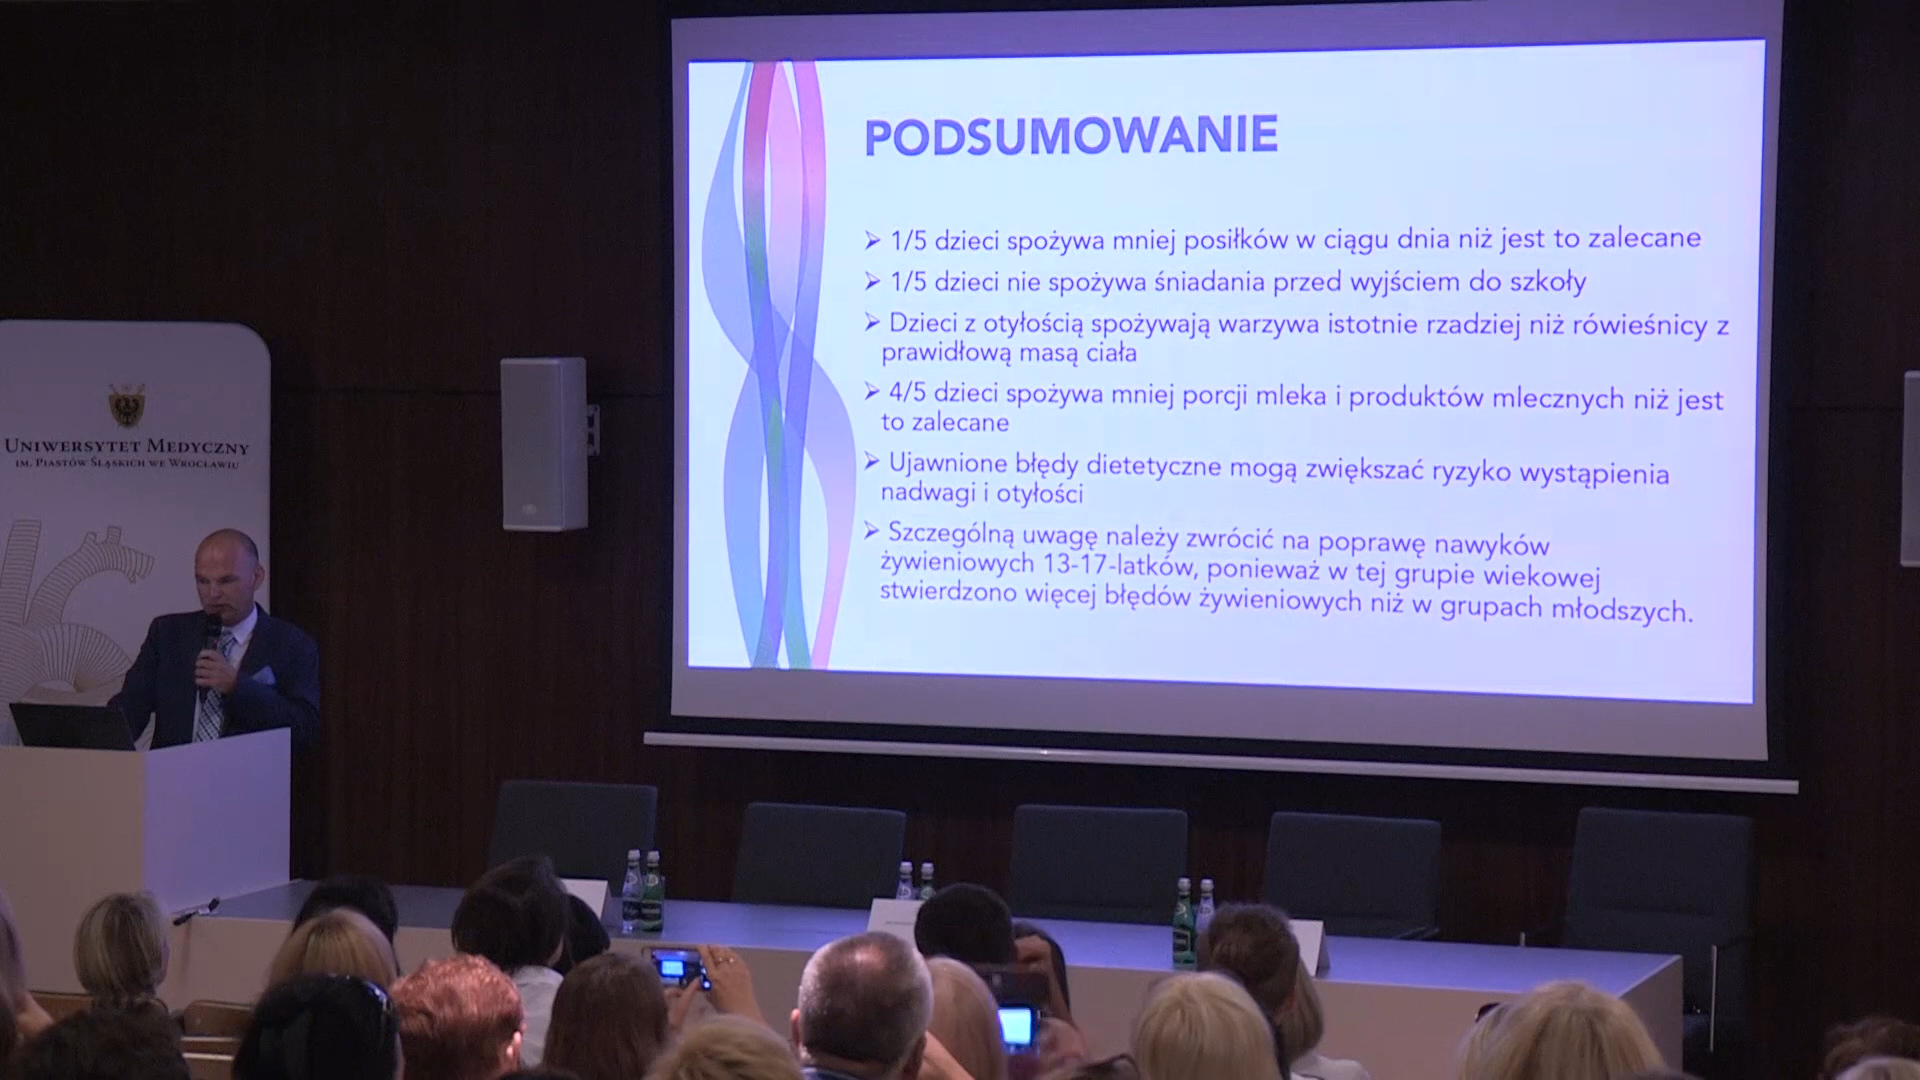 PODSUMOWANIE
➢ 1/5 dzieci spożywa mniej posiłków w ciągu dnia niż jest to zalecane
➢ 1/5 dzieci nie spożywa śniadania przed wyjściem do szkoły
➢ Dzieci z otyłością spożywają warzywa istotnie rzadziej niż rówieśnicy z
prawidłową masą ciała
➢ 4/5 dzieci spożywa mniej porcji mleka i produktów mlecznych niż jest
to zalecane
➢ Ujawnione błędy dietetyczne mogą zwiększać ryzyko wystąpienia
nadwagi i otyłości
➢ Szczególną uwagę należy zwrócić na poprawę nawyków
żywieniowych 13-17-latków, ponieważ w tej grupie wiekowej
stwierdzono więcej błędów żywieniowych niż w grupach młodszych.
UNIWERSYTET MEDYCZNY
IM. PIASTÓW ŚLĄSKICH WE WROCŁAWIU